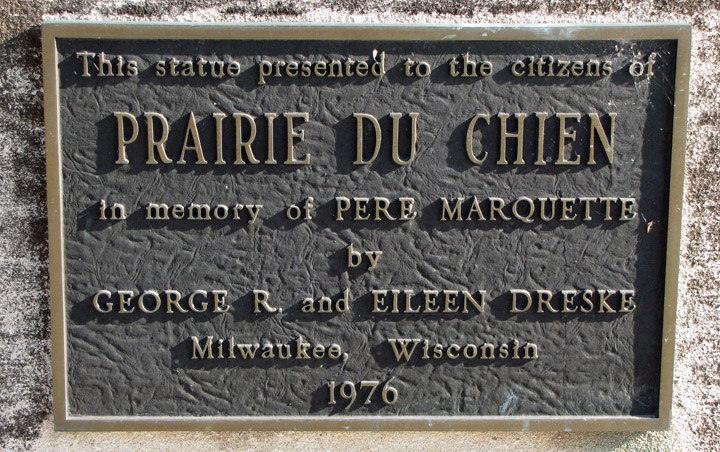 This statue presented to the citizens of
PRAIRIE DU CHIEN
in memory of PERE MARQUETTE
by
GEORGE R. and EILEEN DRESKE
Milwaukee, Wisconsin
1976